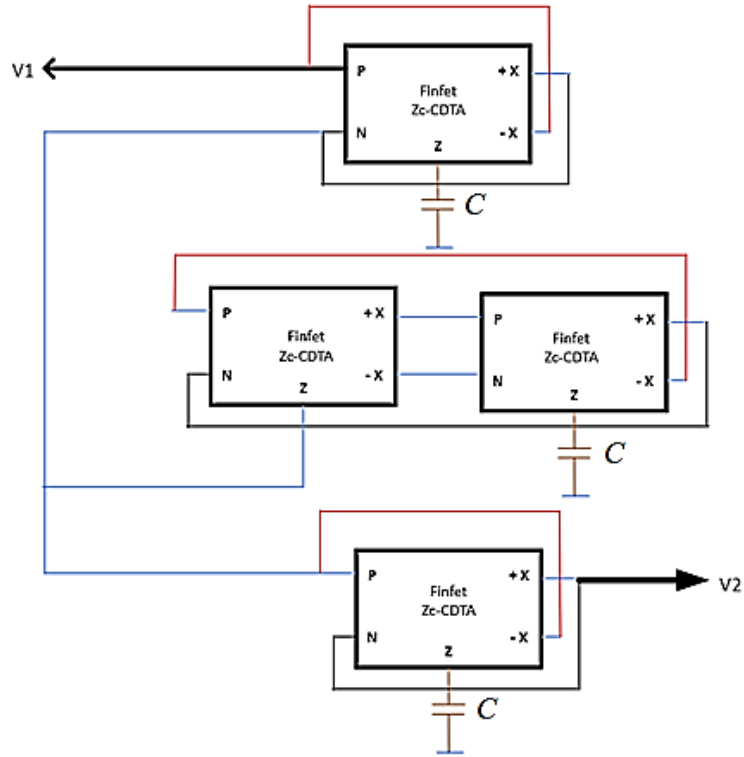 V1
P
+X
Finfet
Zc-CDTA
N
-X
Z
C
P
+X
Finfet
Zc-CDTA
N
-X
Z
P
+X
Finfet
Zc-CDTA
N
-X
Z
C
P
+X
Finfet
Zc-CDTA
N
-X
Z
C
V2